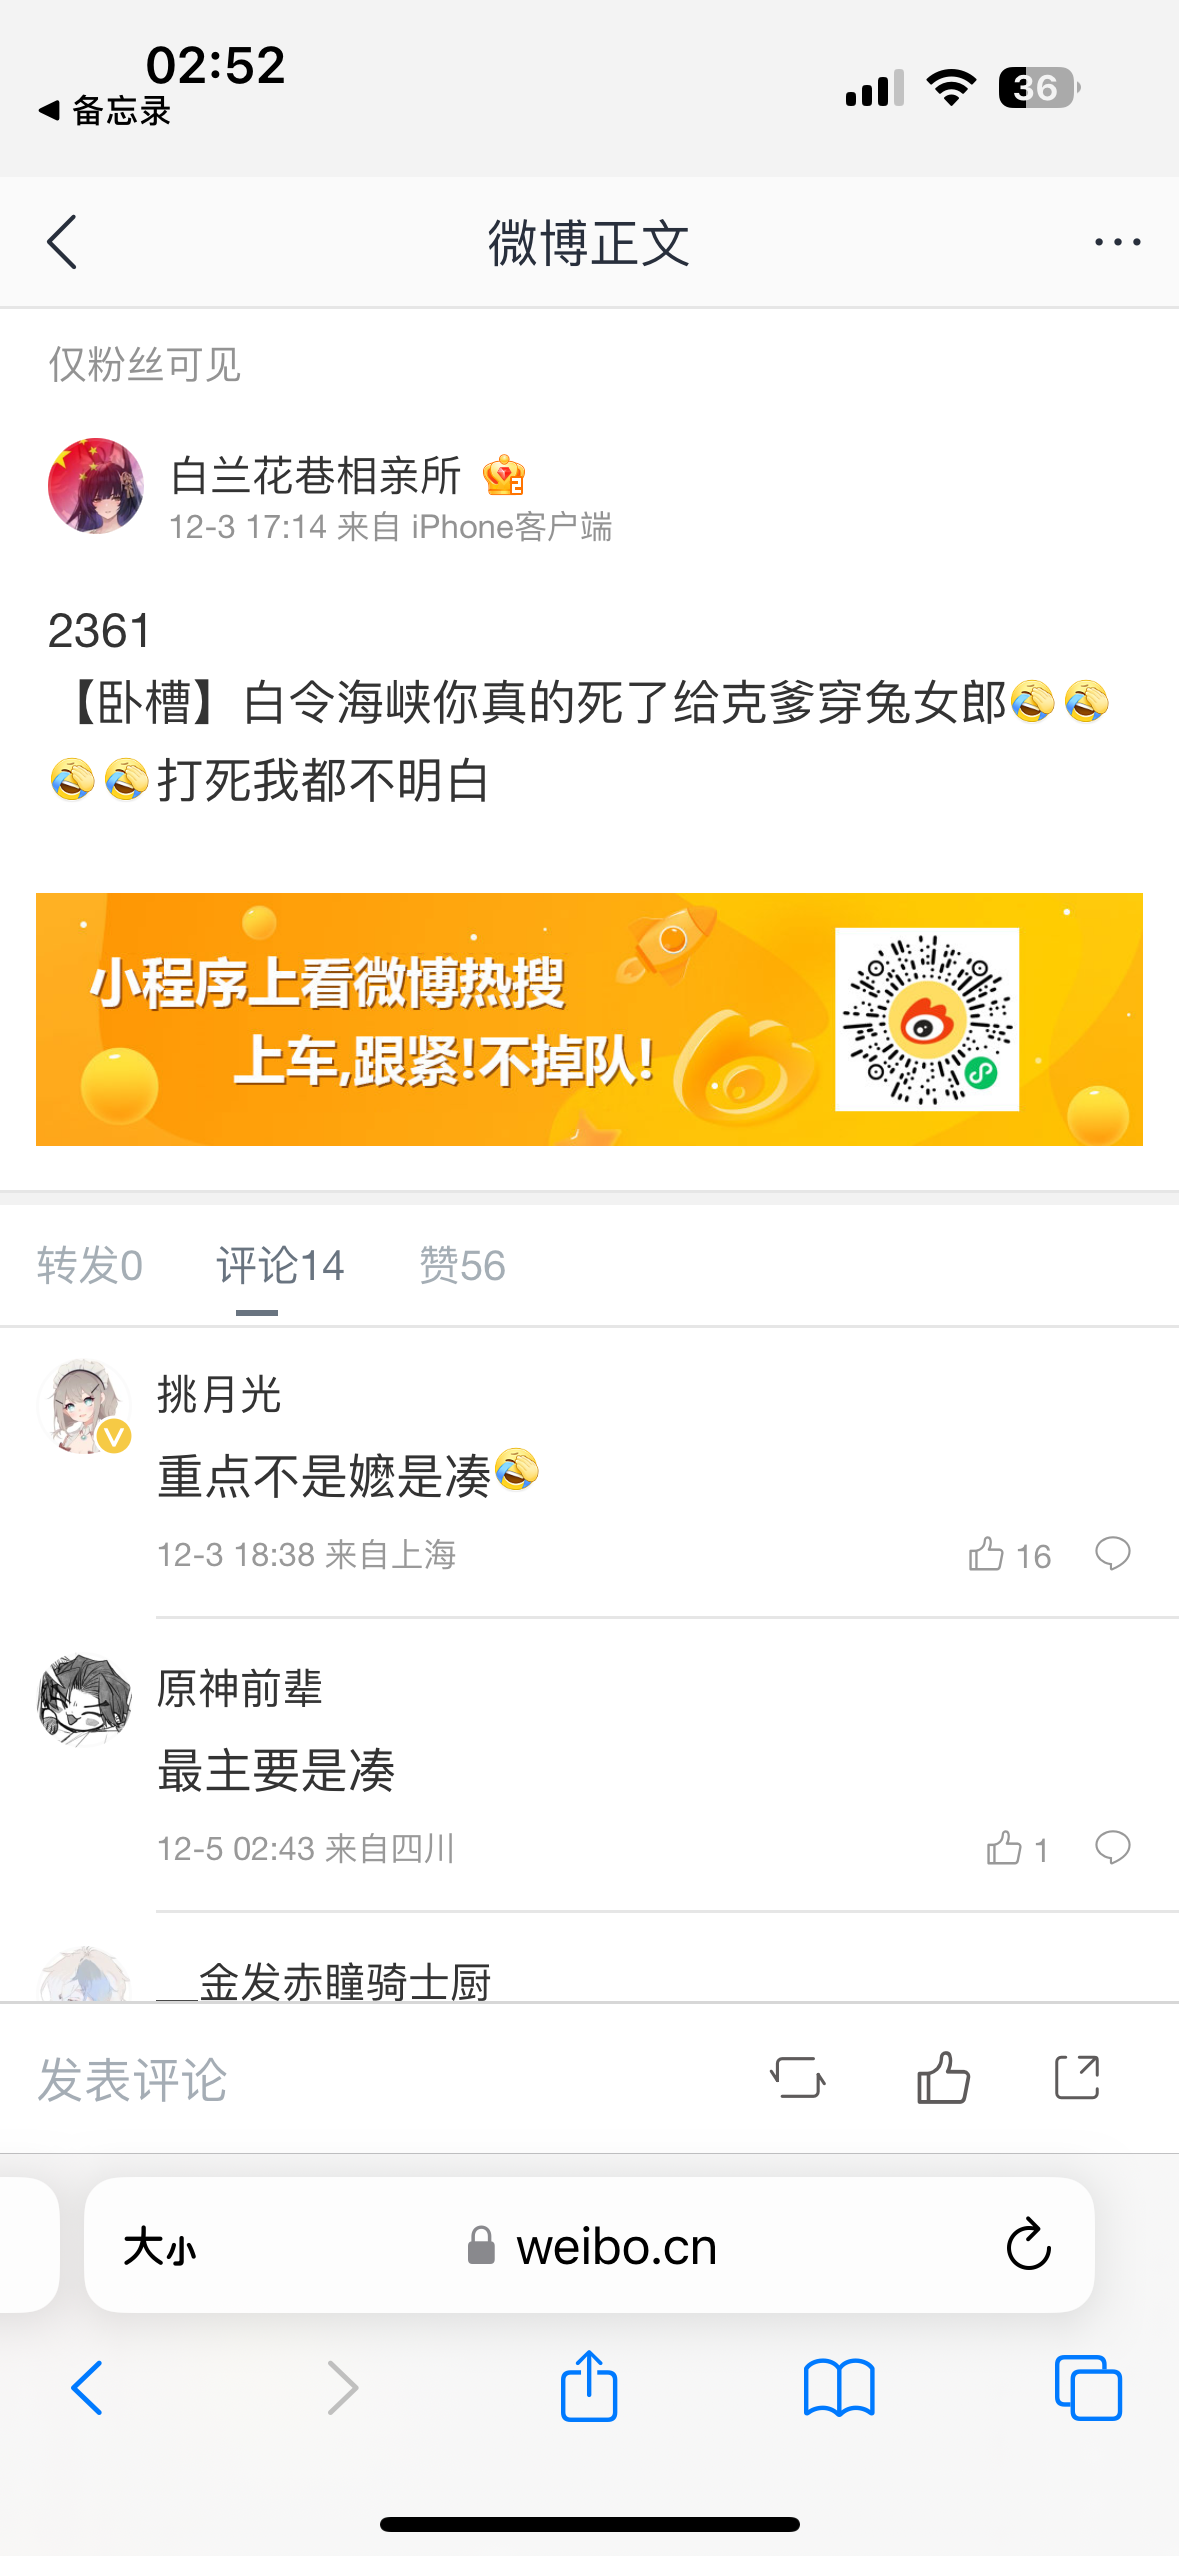 02:52
备忘录
36
微博正文
仅粉丝可见
白兰花巷相亲所
12-3 17:14 来自 iPhone客户端
2361
【卧槽】白令海峡你真的死了给克爹穿兔女郎🤣🤣
🤣🤣打死我都不明白
小程序上看微博热搜
上车,跟紧!不掉队!
转发0 评论14 赞56
挑月光
重点不是嬷是凑🤣
12-3 18:38 来自上海 16
原神前辈
最主要是凑
12-5 02:43 来自四川 1
__金发赤瞳骑士厨
发表评论
大小 weibo.cn